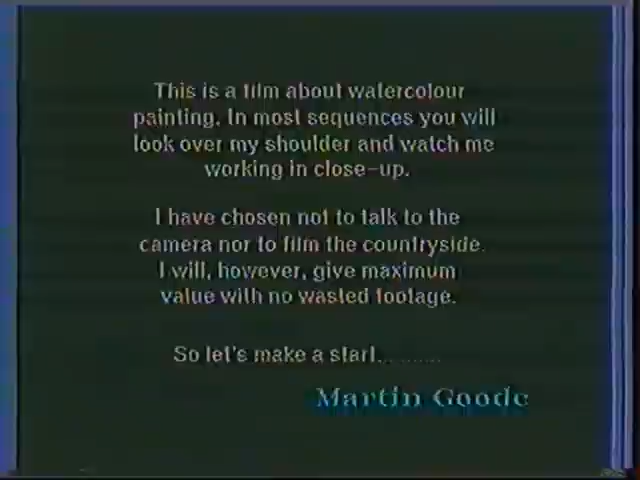 This is a film about watercolour
painting. In most sequences you will
look over my shoulder and watch me
working in close-up.
I have chosen not to talk to the
camera nor to film the countryside.
I will, however, give maximum
value with no wasted footage.
So let's make a start.........
Martin Goode